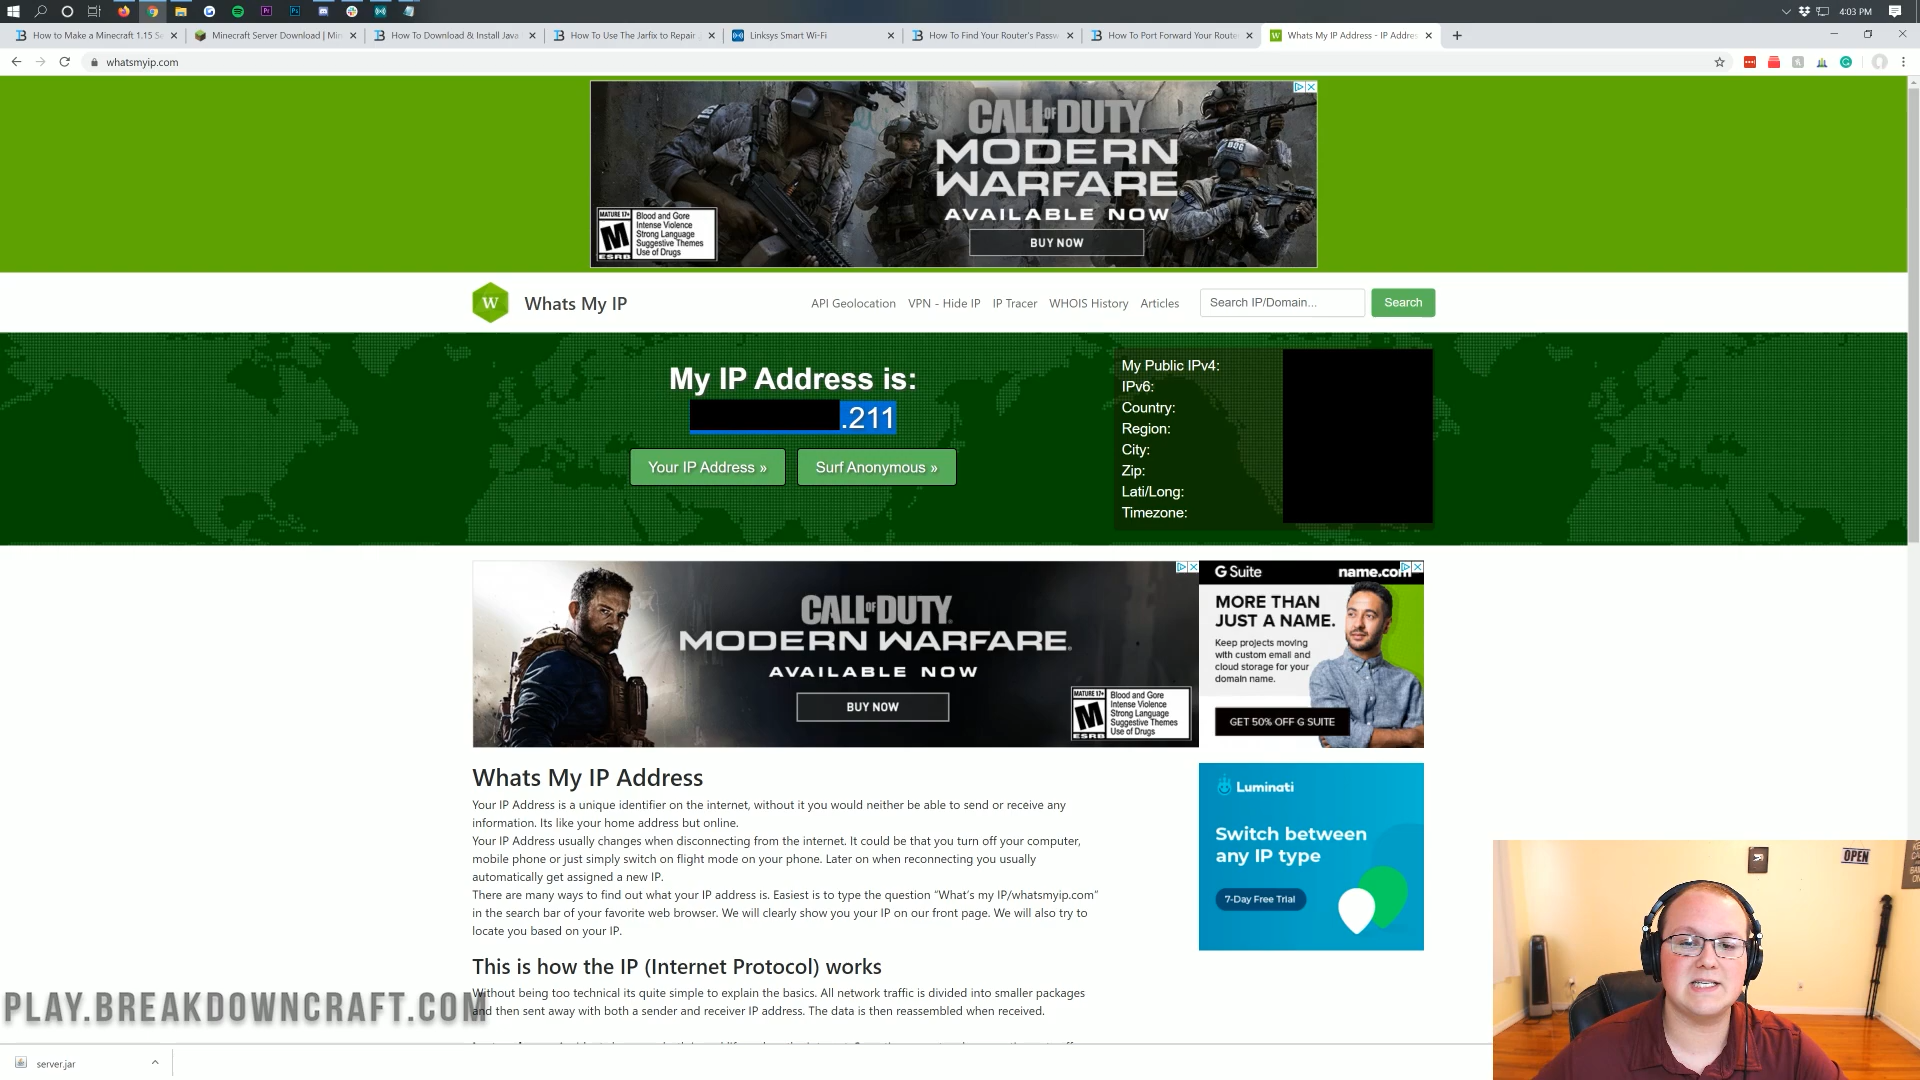 4:03 PM
How to Make a Minecraft 1.15 Se
Minecraft Server Download | Min
How To Download & Install Java
How To Use The Jarfix to Repair
Linksys Smart Wi-Fi
How To Find Your Router's Passw
How To Port Forward Your Router
Whats My IP Address - IP Addres
whatsmyip.com
CALL OF DUTY
MODERN
WARFARE
AVAILABLE NOW
BUY NOW
MATURE 17+
M
ESRB
Blood and Gore
Intense Violence
Strong Language
Suggestive Themes
Use of Drugs
W
Whats My IP
API Geolocation
VPN - Hide IP
IP Tracer
WHOIS History
Articles
Search IP/Domain...
Search
My IP Address is:
.211
Your IP Address »
Surf Anonymous »
My Public IPv4:
IPv6:
Country:
Region:
City:
Zip:
Lati/Long:
Timezone:
CALL OF DUTY
MODERN WARFARE
AVAILABLE NOW
BUY NOW
MATURE 17+
M
ESRB
Blood and Gore
Intense Violence
Strong Language
Suggestive Themes
Use of Drugs
G Suite
name.com
MORE THAN
JUST A NAME.
Keep projects moving
with custom email and
cloud storage for your
domain name.
GET 50% OFF G SUITE
Whats My IP Address
Your IP Address is a unique identifier on the internet, without it you would neither be able to send or receive any
information. Its like your home address but online.
Your IP Address usually changes when disconnecting from the internet. It could be that you turn off your computer,
mobile phone or just simply switch on flight mode on your phone. Later on when reconnecting you usually
automatically get assigned a new IP.
There are many ways to find out what your IP address is. Easiest is to type the question “What’s my IP/whatsmyip.com”
in the search bar of your favorite web browser. We will clearly show you your IP on our front page. We will also try to
locate you based on your IP.
Luminati
Switch between
any IP type
7-Day Free Trial
This is how the IP (Internet Protocol) works
Without being too technical its quite simple to explain the basics. All network traffic is divided into smaller packages
and then sent away with both a sender and receiver IP address. The data is then reassembled when received.
PLAY.BREAKDOWNCRAFT.COM
OPEN
server.jar